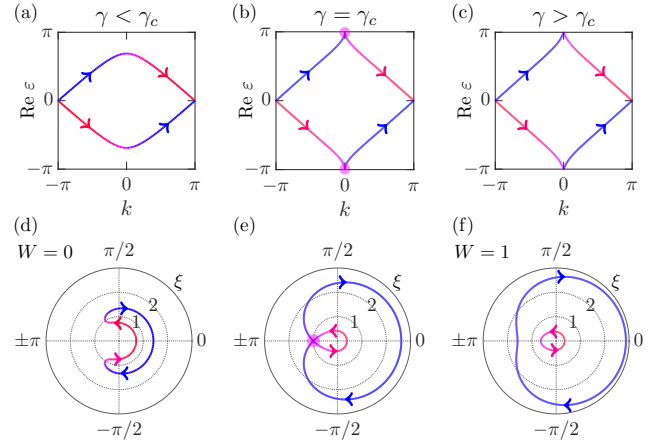 (a) γ < γc (b) γ = γc (c) γ > γc
π π π
Re ε 0 Re ε 0 Re ε 0
−π −π −π
−π 0 π −π 0 π −π 0 π
k k k
(d) π/2 (e) π/2 (f) π/2
W = 0 ξ ξ W = 1 ξ
2 2 2
1 1 1
±π 0 ±π 0 ±π 0
−π/2 −π/2 −π/2